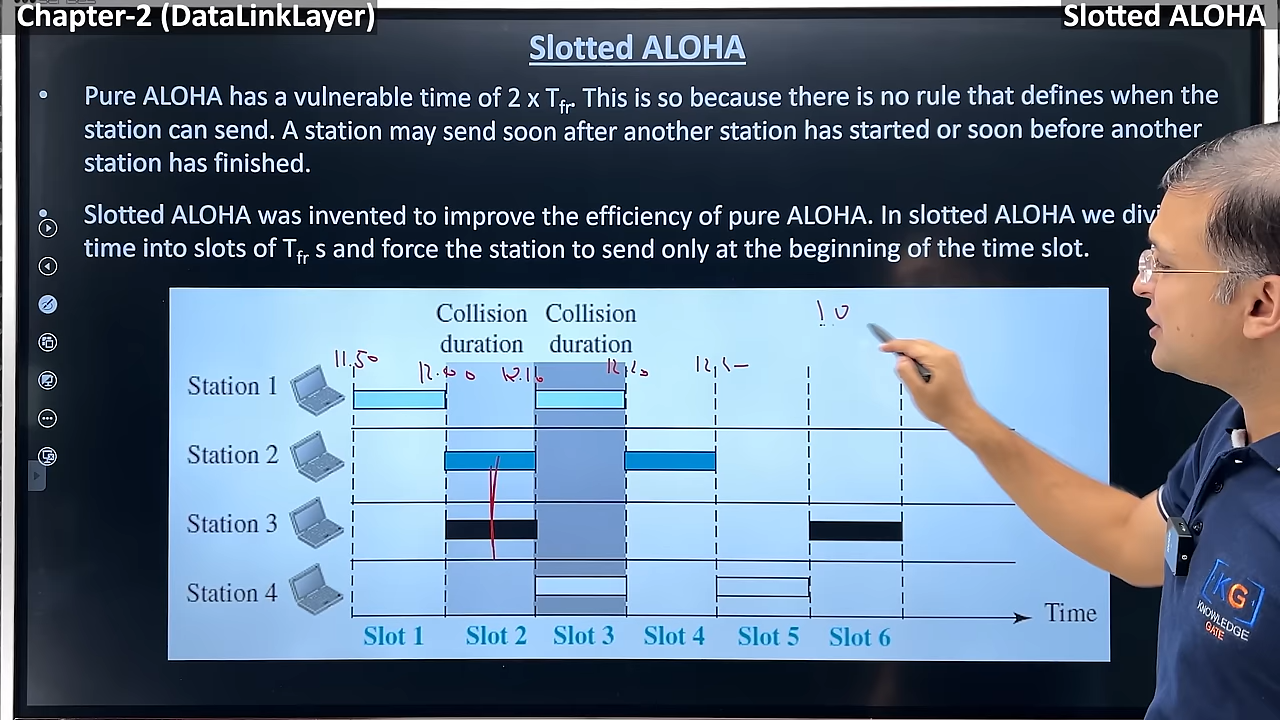 Chapter-2 (DataLinkLayer)
Slotted ALOHA
Slotted ALOHA
• Pure ALOHA has a vulnerable time of 2 x Tfr. This is so because there is no rule that defines when the
station can send. A station may send soon after another station has started or soon before another
station has finished.
• Slotted ALOHA was invented to improve the efficiency of pure ALOHA. In slotted ALOHA we
time into slots of Tfr s and force the station to send only at the beginning of the time slot.
Collision duration
Collision duration
10
11.50
Station 1
Station 2
Station 3
Station 4
Time
Slot 1 Slot 2 Slot 3 Slot 4 Slot 5 Slot 6
KG
KNOWLEDGE
GATE